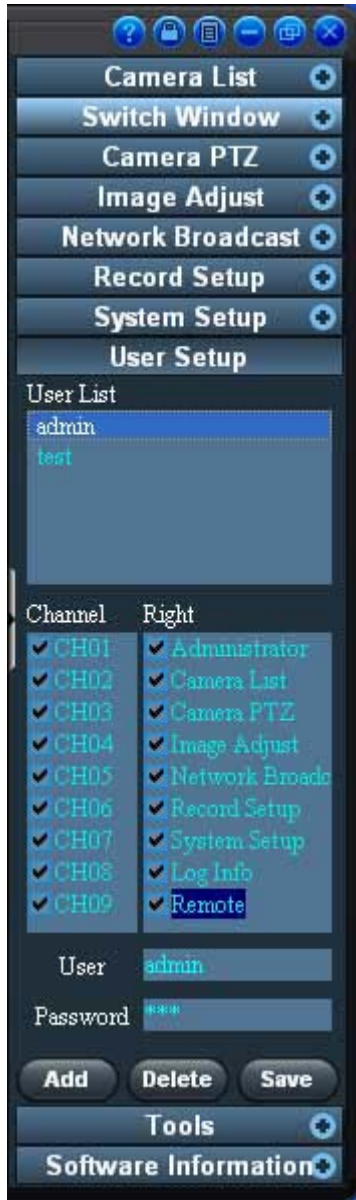 Camera List
Switch Window
Camera PTZ
Image Adjust
Network Broadcast
Record Setup
System Setup
User Setup
User List
admin
test
Channel Right
CH01 Administrator
CH02 Camera List
CH03 Camera PTZ
CH04 Image Adjust
CH05 Network Broadc
CH06 Record Setup
CH07 System Setup
CH08 Log Info
CH09 Remote
User admin
Password ***
Add Delete Save
Tools
Software Information